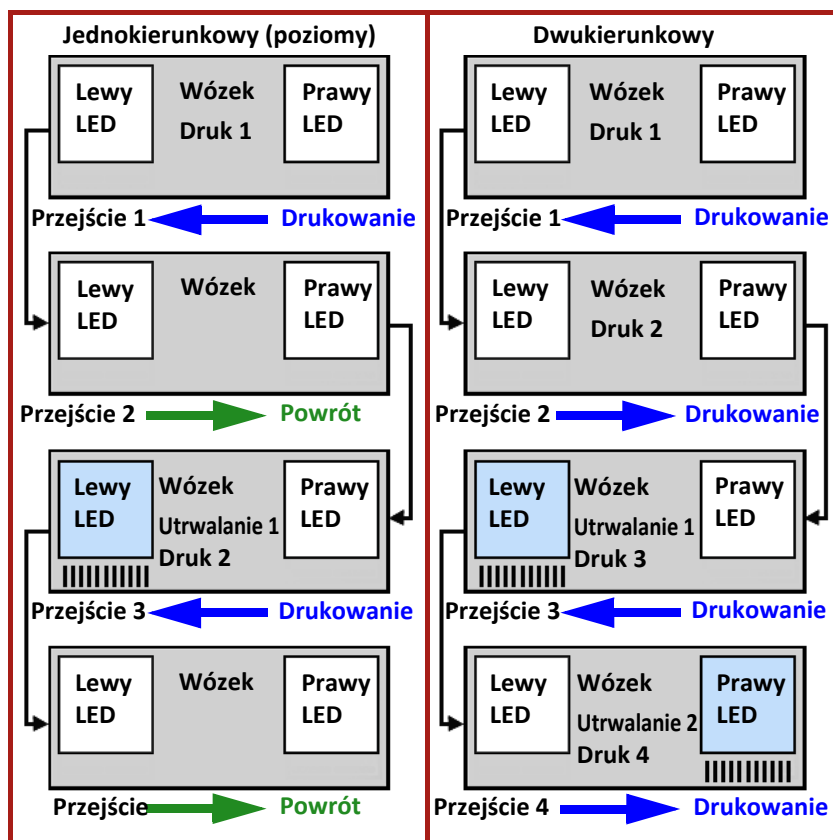 Jednokierunkowy (poziomy)
Lewy
LED
Wózek
Druk 1
Prawy
LED
Przejście 1
Drukowanie
Lewy
LED
Wózek
Prawy
LED
Przejście 2
Powrót
Lewy
LED
Wózek
Utrwalanie 1
Druk 2
Prawy
LED
Przejście 3
Drukowanie
Lewy
LED
Wózek
Prawy
LED
Przejście
Powrót
Dwukierunkowy
Lewy
LED
Wózek
Druk 1
Prawy
LED
Przejście 1
Drukowanie
Lewy
LED
Wózek
Druk 2
Prawy
LED
Przejście 2
Drukowanie
Lewy
LED
Wózek
Utrwalanie 1
Druk 3
Prawy
LED
Przejście 3
Drukowanie
Lewy
LED
Wózek
Utrwalanie 2
Druk 4
Prawy
LED
Przejście 4
Drukowanie